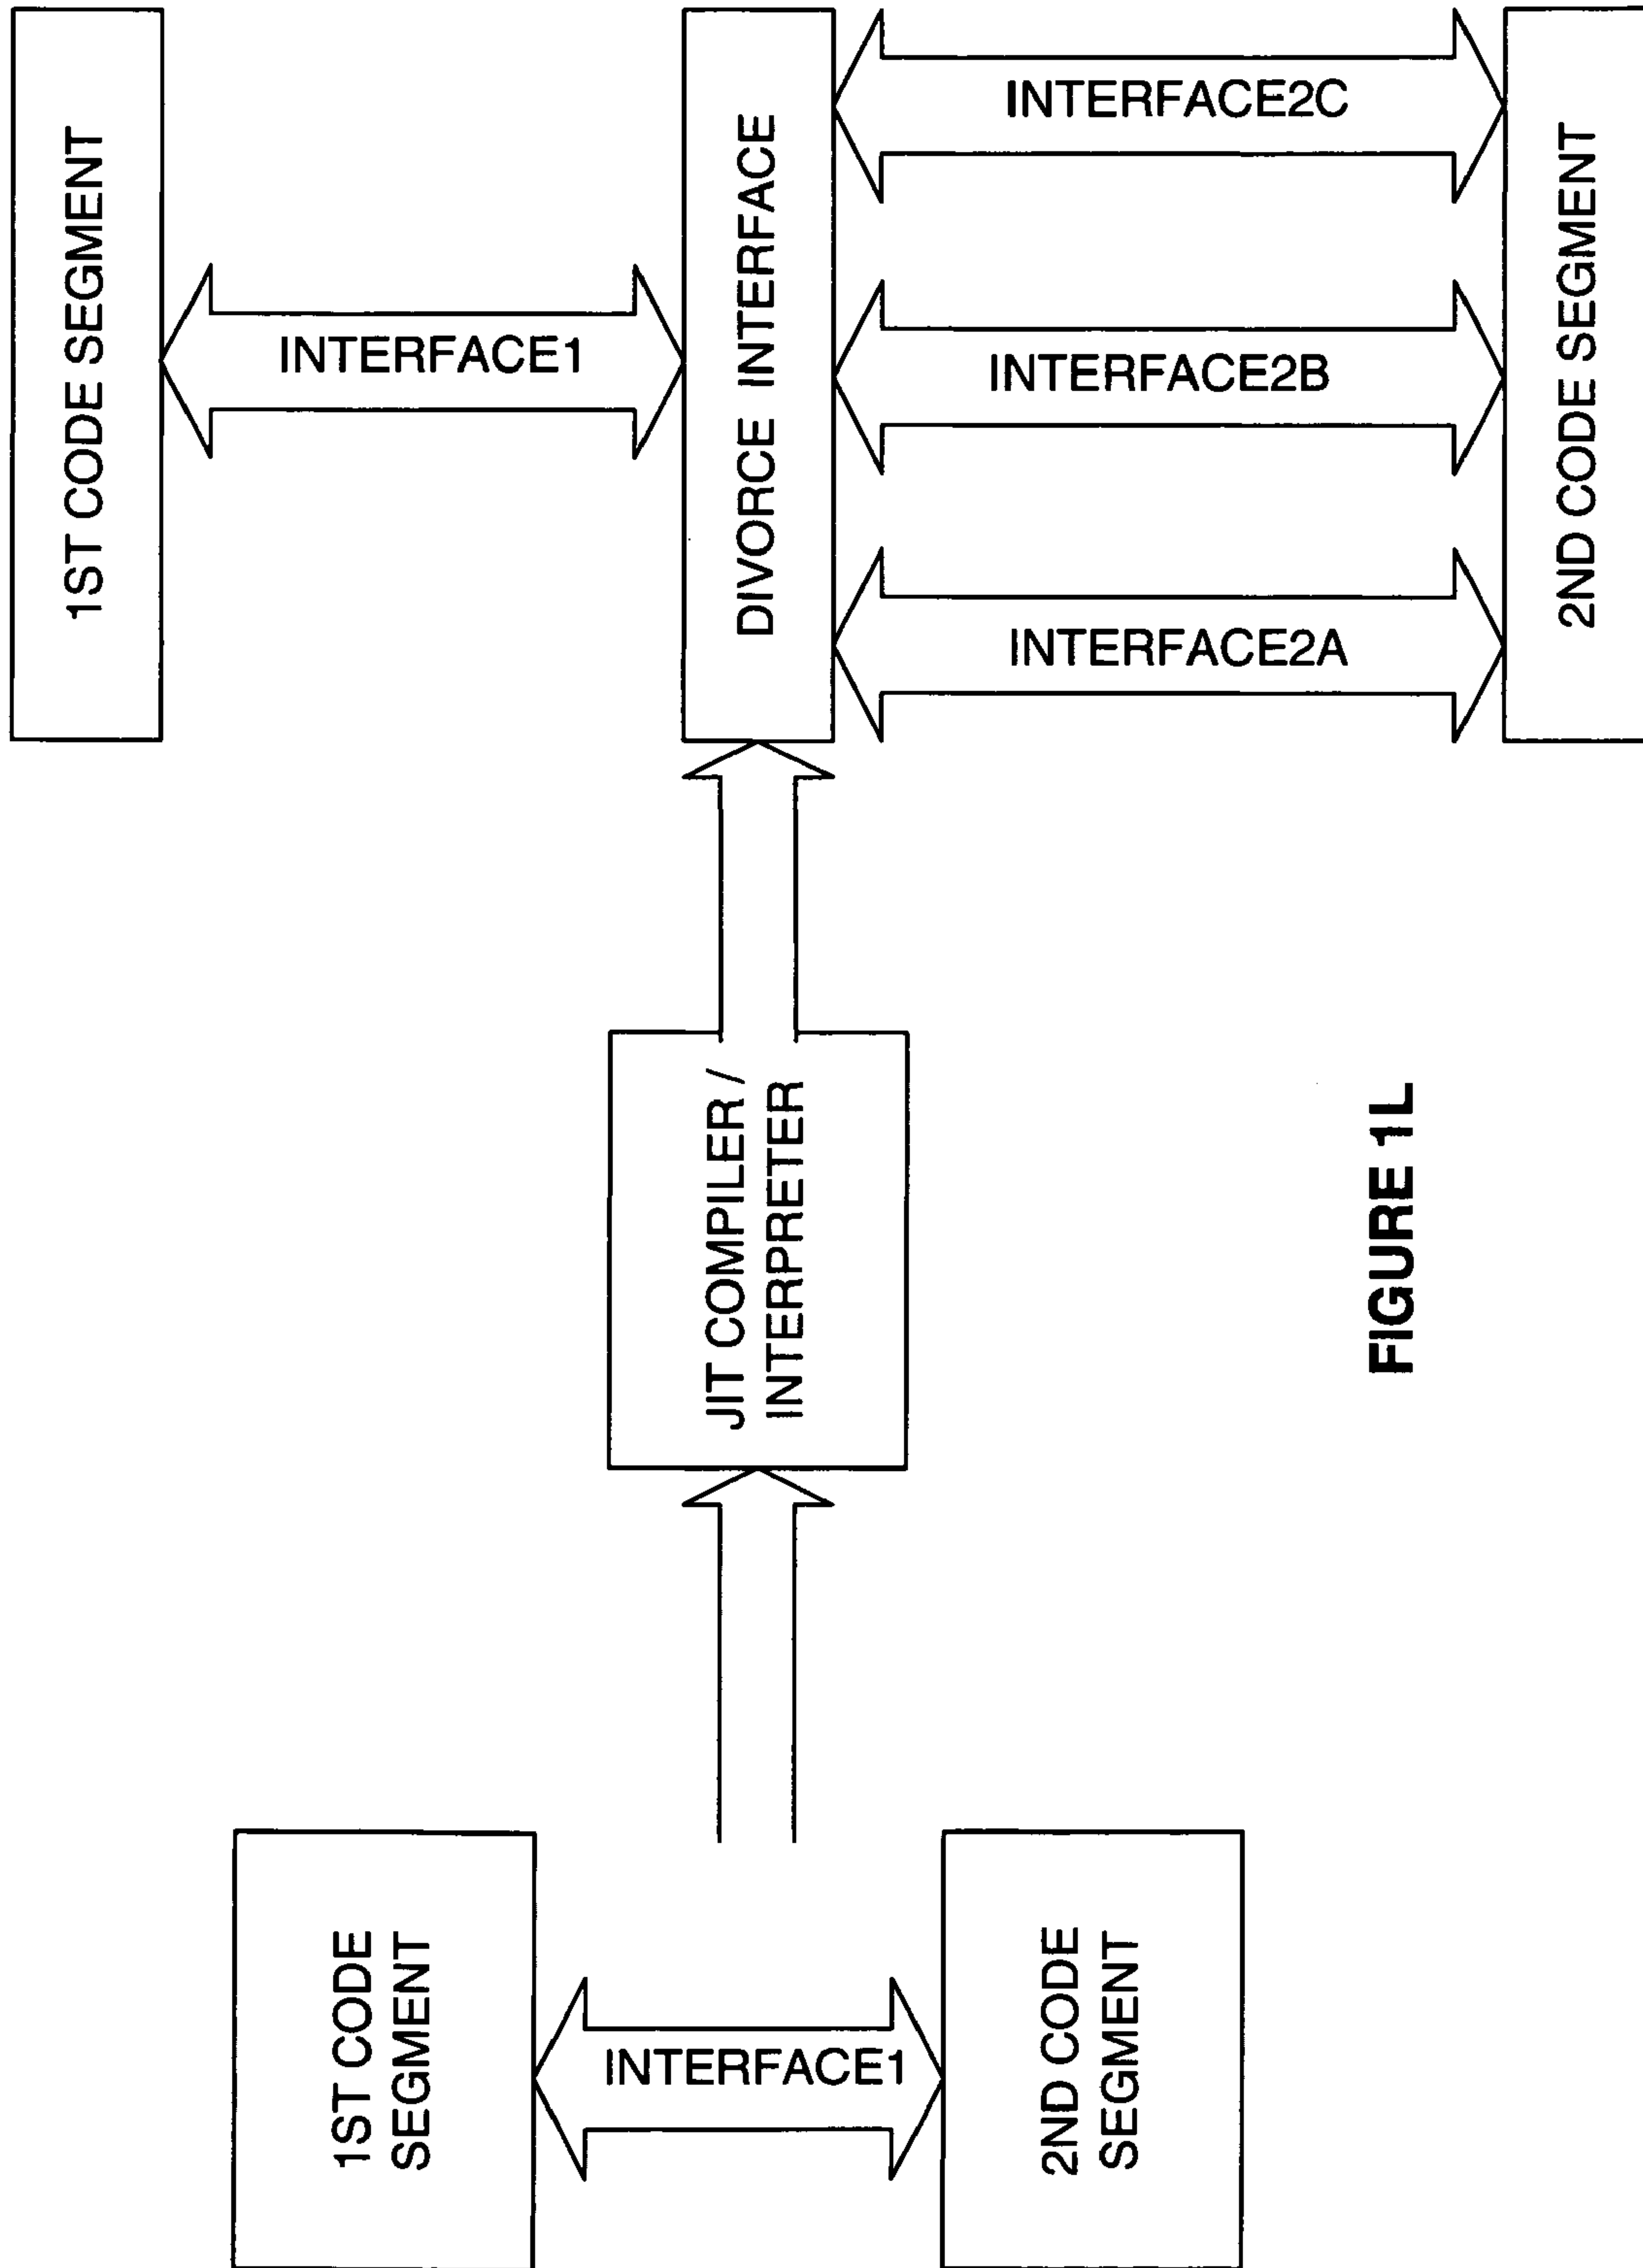 1ST CODE
SEGMENT
INTERFACE1
2ND CODE
SEGMENT
JIT COMPILER /
INTERPRETER
1ST CODE SEGMENT
INTERFACE1
DIVORCE INTERFACE
INTERFACE2A
INTERFACE2B
INTERFACE2C
2ND CODE SEGMENT
FIGURE 1L